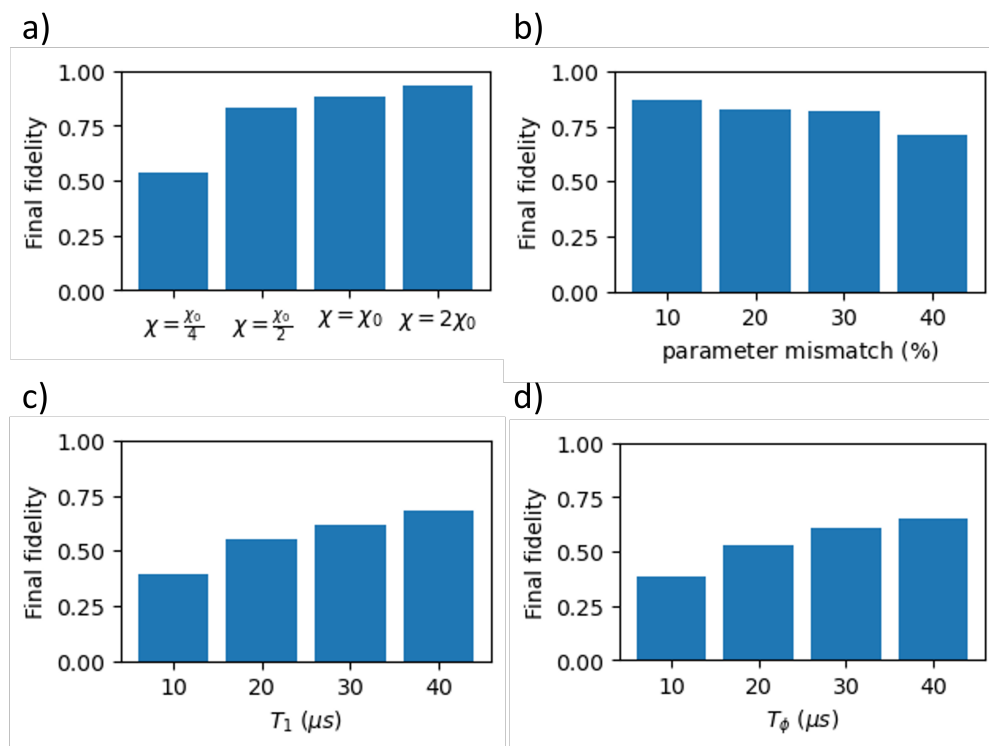 a)
Final fidelity
1.00
0.75
0.50
0.25
0.00
χ = χ₀/4
χ = χ₀/2
χ = χ₀
χ = 2χ₀
b)
Final fidelity
1.00
0.75
0.50
0.25
0.00
10 20 30 40
parameter mismatch (%)
c)
Final fidelity
1.00
0.75
0.50
0.25
0.00
10 20 30 40
T₁ (μs)
d)
Final fidelity
1.00
0.75
0.50
0.25
0.00
10 20 30 40
T_ϕ (μs)